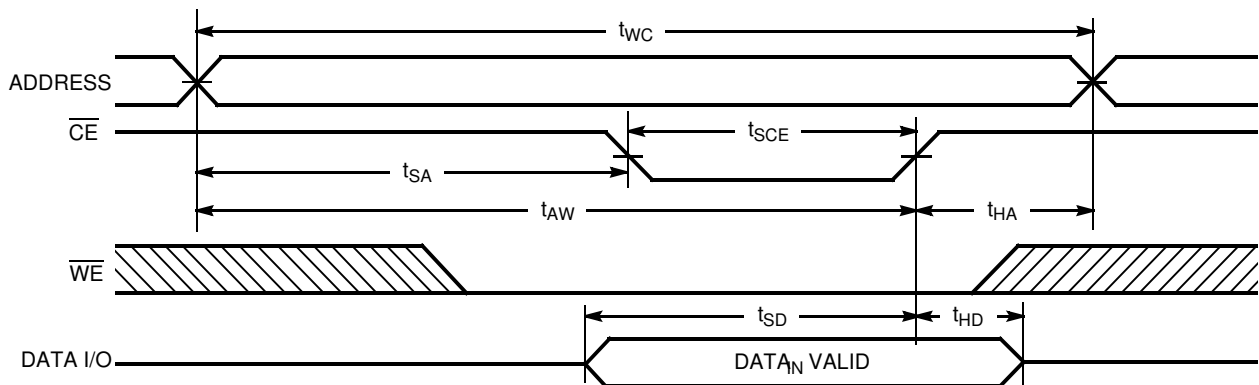 tWC
ADDRESS
CE
tSCE
tSA
tAW
tHA
WE
tSD
tHD
DATA I/O
DATAIN VALID